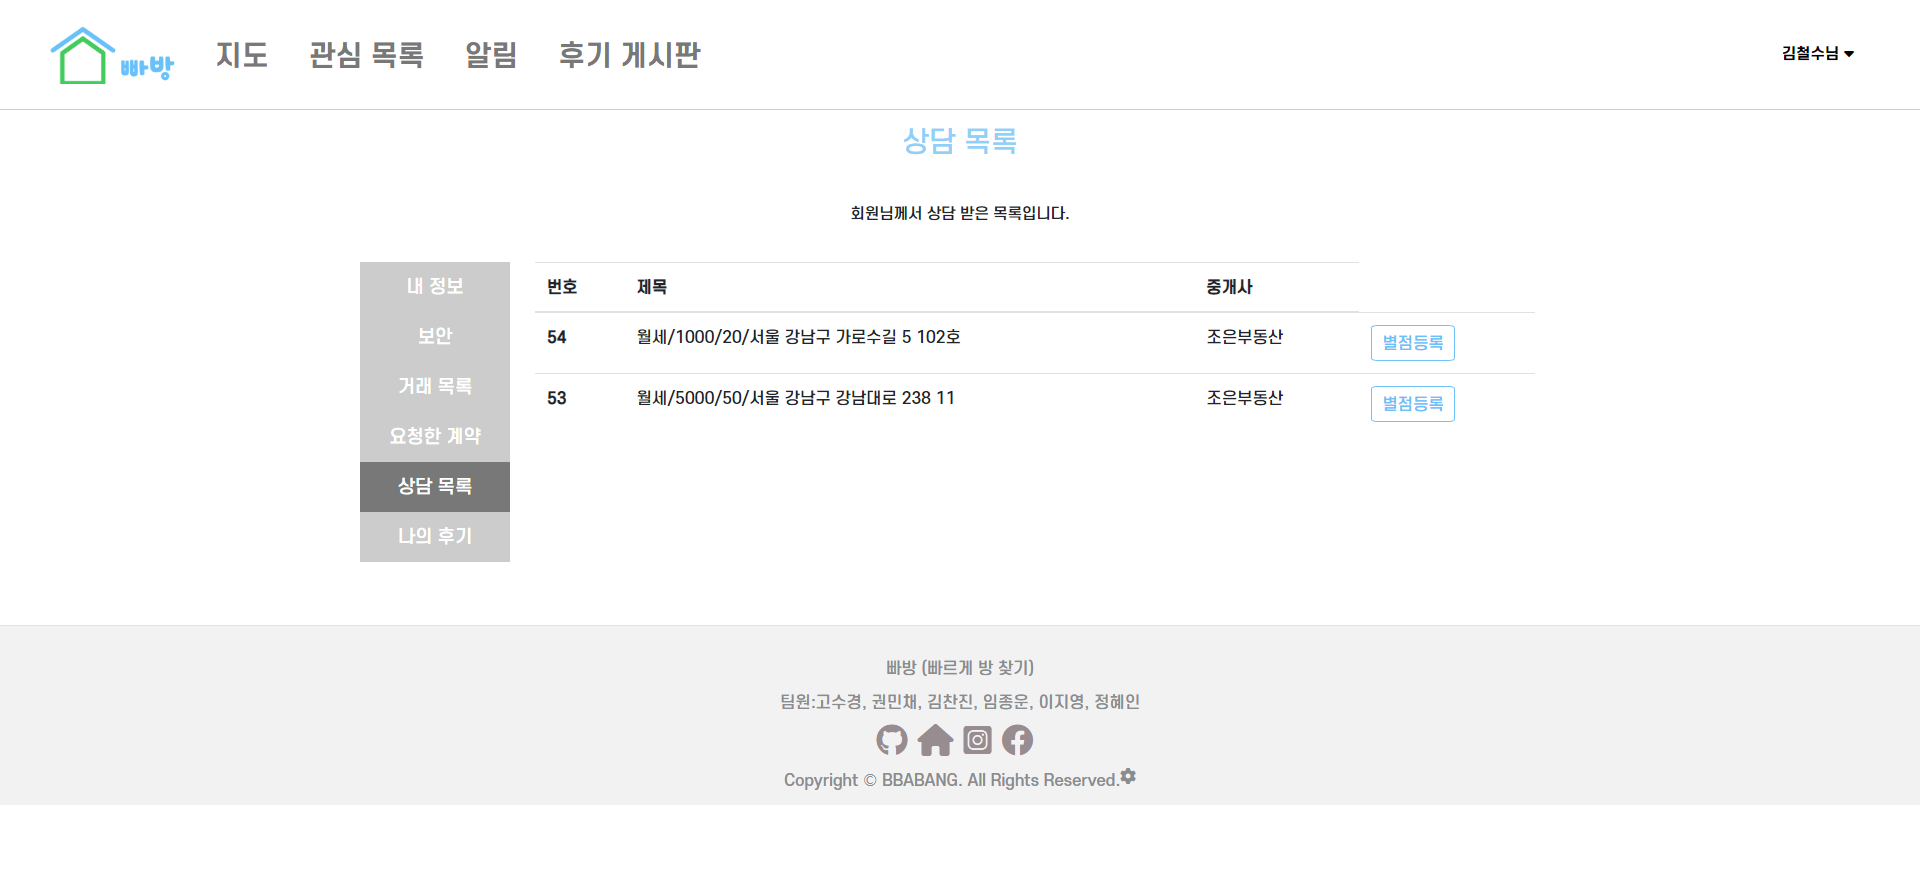 빠방 지도 관심 목록 알림 후기 게시판 김철수님
상담 목록
회원님께서 상담 받은 목록입니다.
내 정보
보안
거래 목록
요청한 계약
상담 목록
나의 후기
번호 제목 중개사
54 월세/1000/20/서울 강남구 가로수길 5 102호 조은부동산 별점등록
53 월세/5000/50/서울 강남구 강남대로 238 11 조은부동산 별점등록
빠방 (빠르게 방 찾기)
팀원:고수경, 권민채, 김찬진, 임종운, 이지영, 정혜인
Copyright © BBABANG. All Rights Reserved.